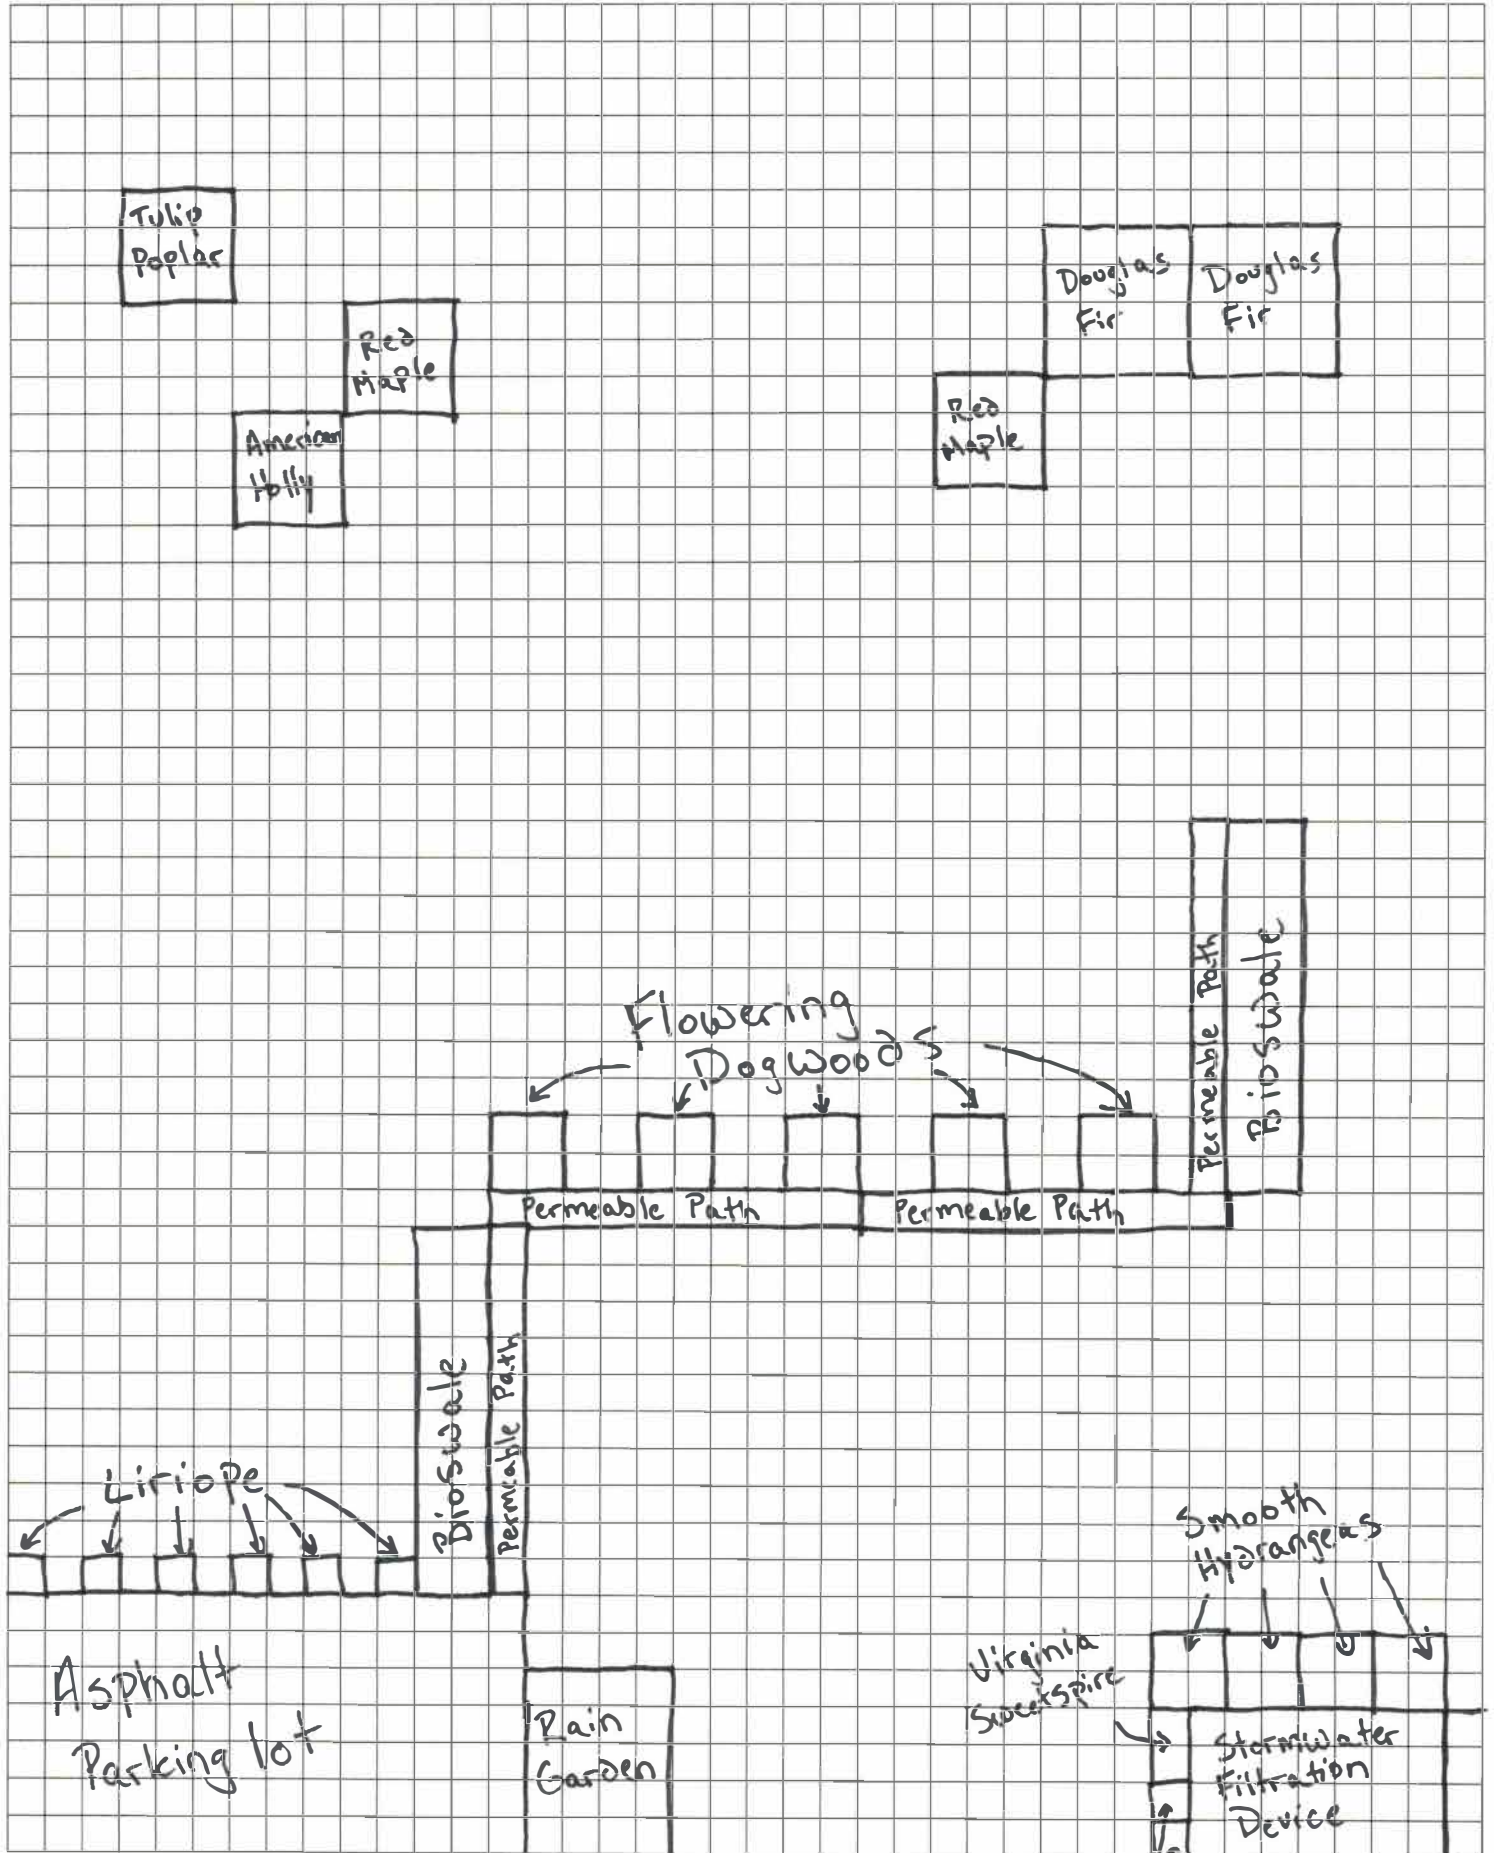 Tulip
Poplar
Red
Maple
American
Holly
Douglas
Fir
Douglas
Fir
Red
Maple
Permeable Path
Bioswale
Flowering
Dogwoods
Permeable Path
Permeable Path
Bioswale
Permeable Path
Liriope
Asphalt
Parking lot
Rain
Garden
Smooth
Hydrangeas
Virginia
Sweetspire
Stormwater
Filtration
Device